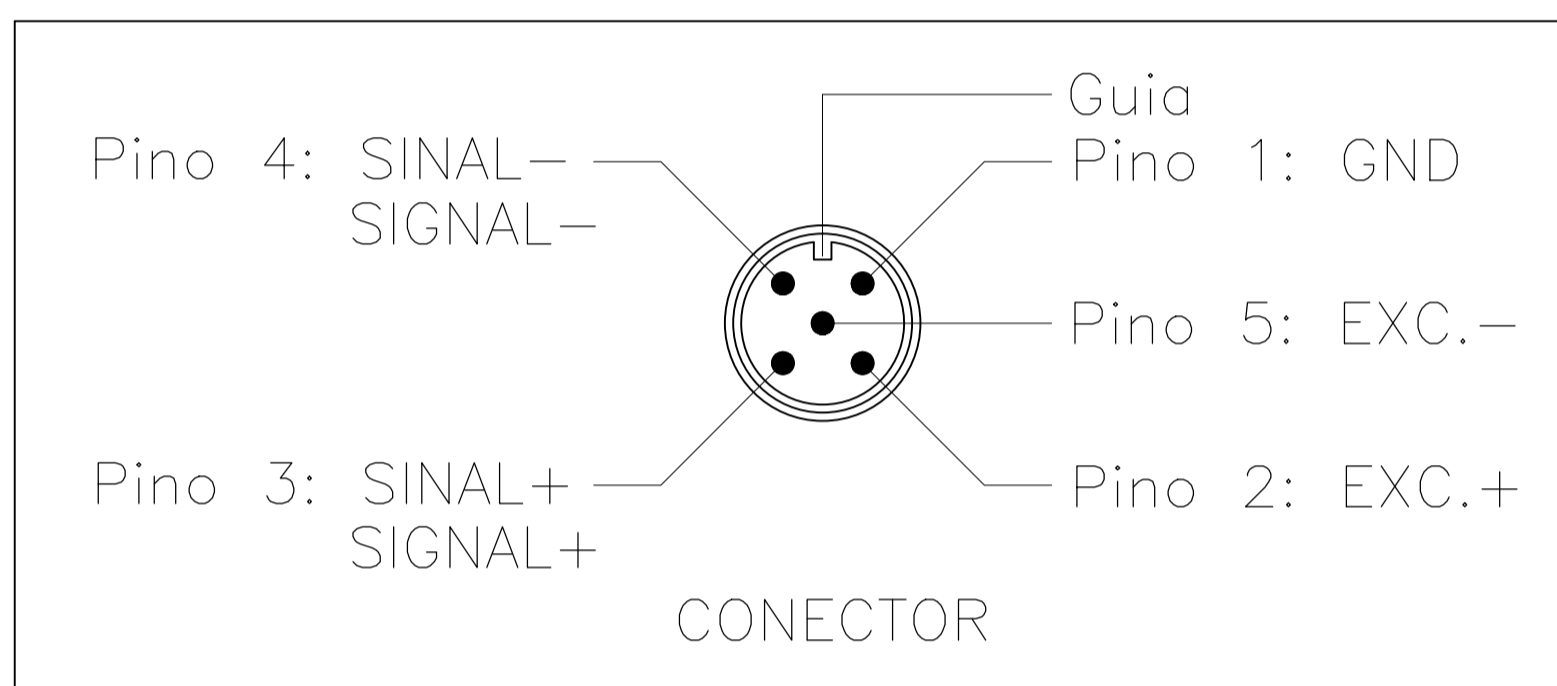 Guia
Pino 4: SINAL-
SIGNAL-
Pino 1: GND
Pino 5: EXC.-
Pino 3: SINAL+
SIGNAL+
Pino 2: EXC.+
CONECTOR